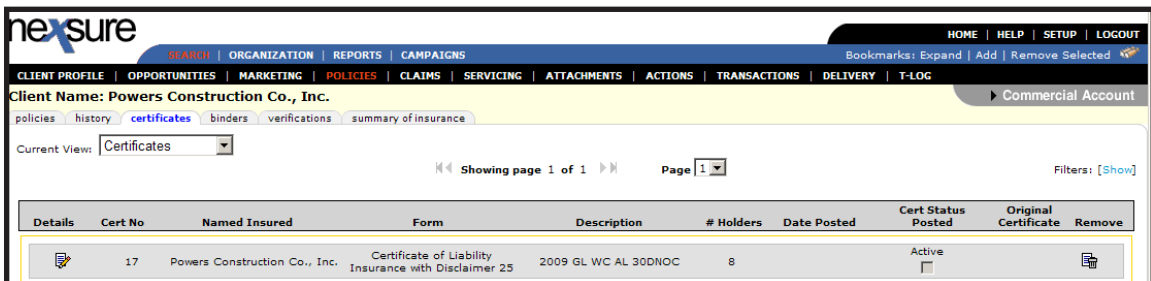 nexsure
HOME | HELP | SETUP | LOGOUT
SEARCH | ORGANIZATION | REPORTS | CAMPAIGNS
Bookmarks: Expand | Add | Remove Selected
CLIENT PROFILE | OPPORTUNITIES | MARKETING | POLICIES | CLAIMS | SERVICING | ATTACHMENTS | ACTIONS | TRANSACTIONS | DELIVERY | T-LOG
Client Name: Powers Construction Co., Inc.
Commercial Account
policies history certificates binders verifications summary of insurance
Current View: Certificates
Showing page 1 of 1 Page 1
Filters: [Show]
Details Cert No Named Insured Form Description # Holders Date Posted Cert Status Posted Original Certificate Remove
17 Powers Construction Co., Inc. Certificate of Liability Insurance with Disclaimer 25 2009 GL WC AL 30DNOC 8 Active